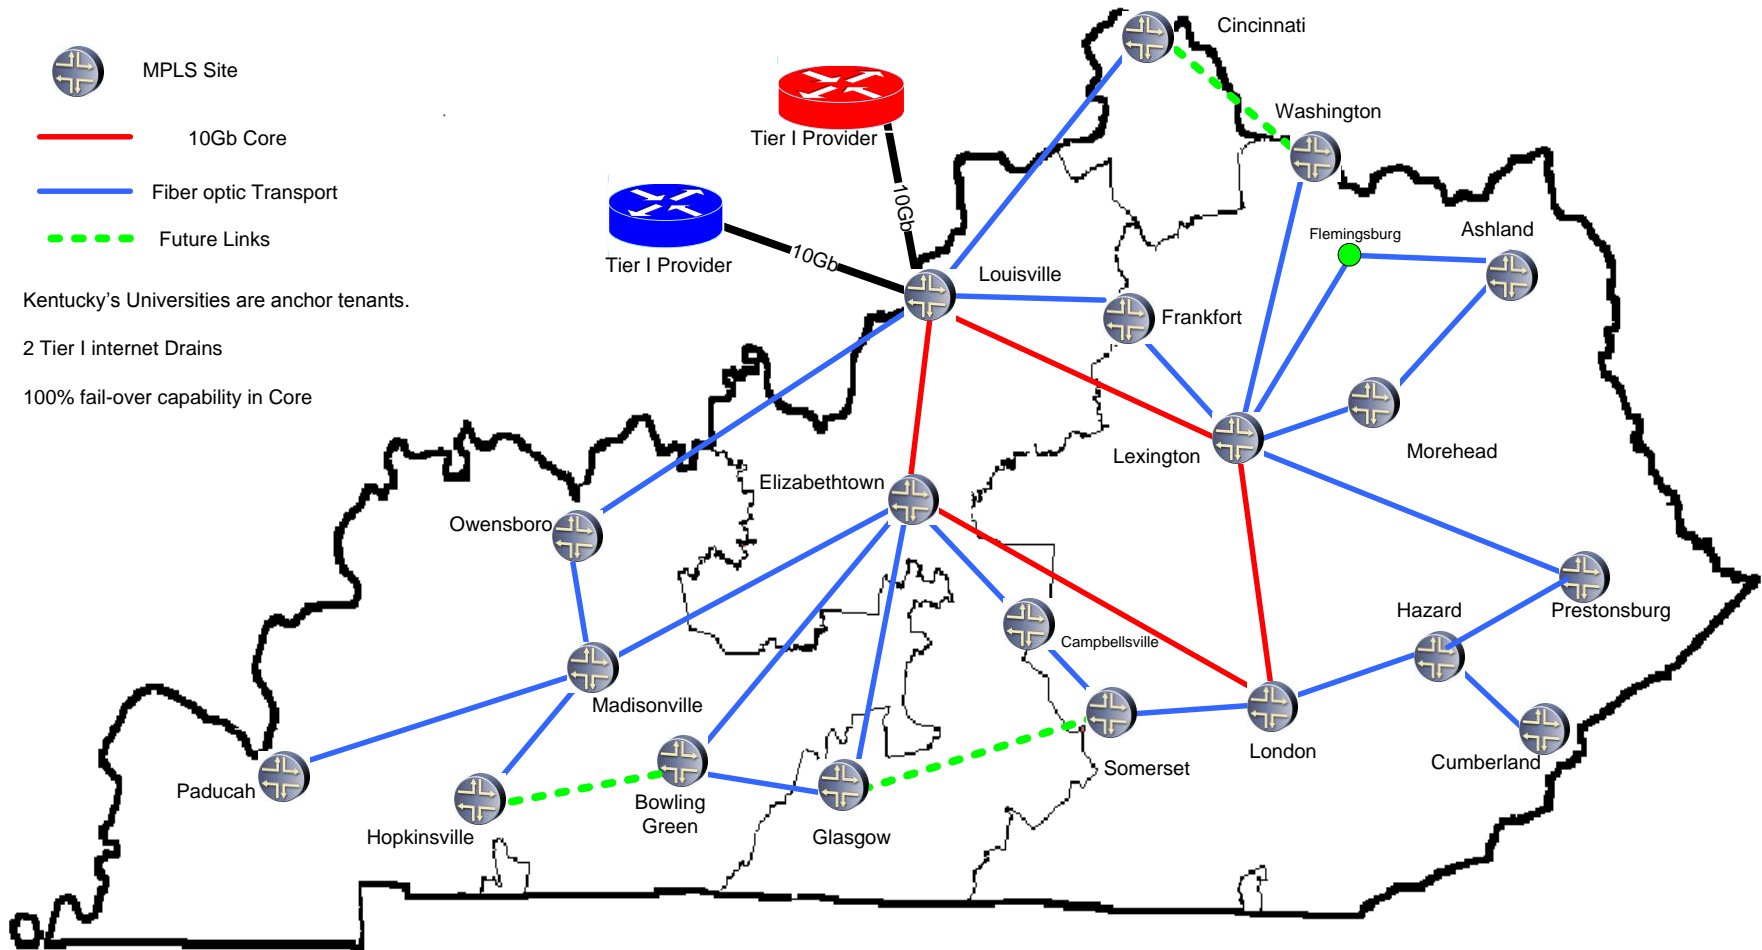 Cincinnati
MPLS Site
Washington
10Gb Core
Tier I Provider
Fiber optic Transport
10Gb
Flemingsburg
Ashland
Future Links
10Gb
Tier I Provider
Louisville
Kentucky's Universities are anchor tenants.
Frankfort
2 Tier I internet Drains
100% fail-over capability in Core
Lexington
Morehead
Elizabethtown
Owensboro
Hazard
Prestonsburg
Campbellsville
Madisonville
London
Cumberland
Somerset
Paducah
Bowling
Green
Hopkinsville
Glasgow